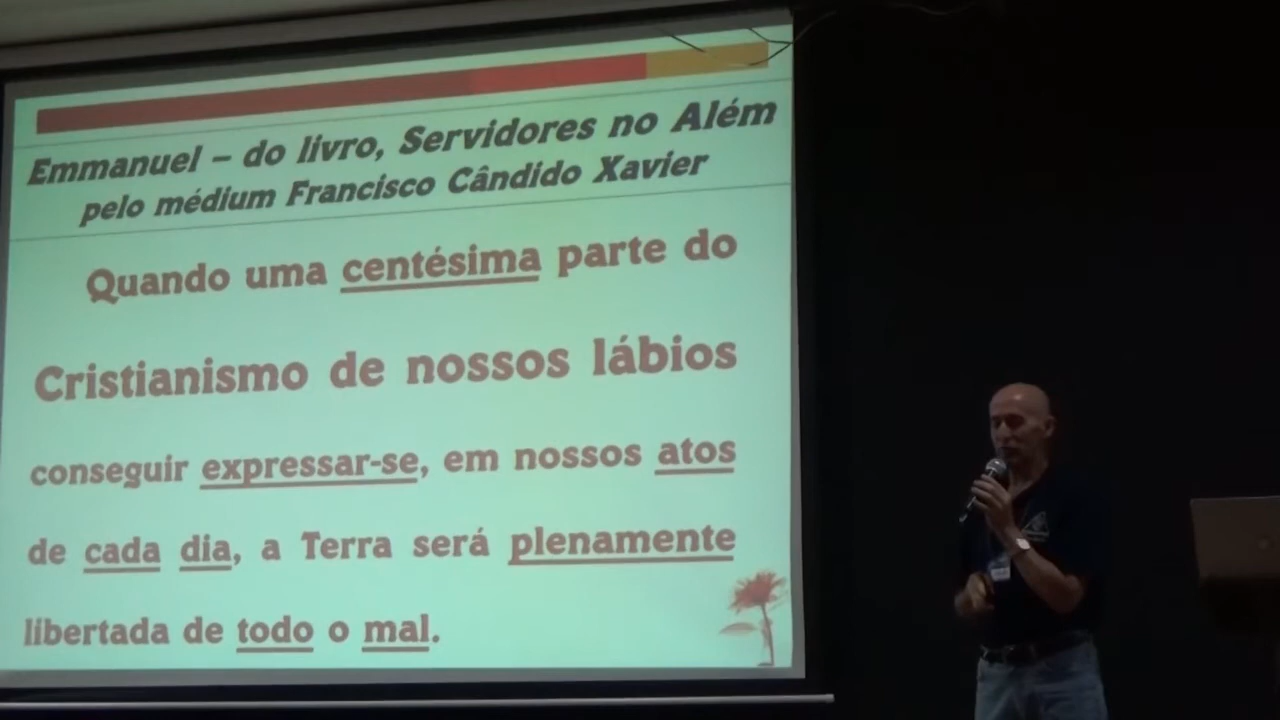 Emmanuel – do livro, Servidores no Além
pelo médium Francisco Cândido Xavier
Quando uma centésima parte do
Cristianismo de nossos lábios
conseguir expressar-se, em nossos atos
de cada dia, a Terra será plenamente
libertada de todo o mal.